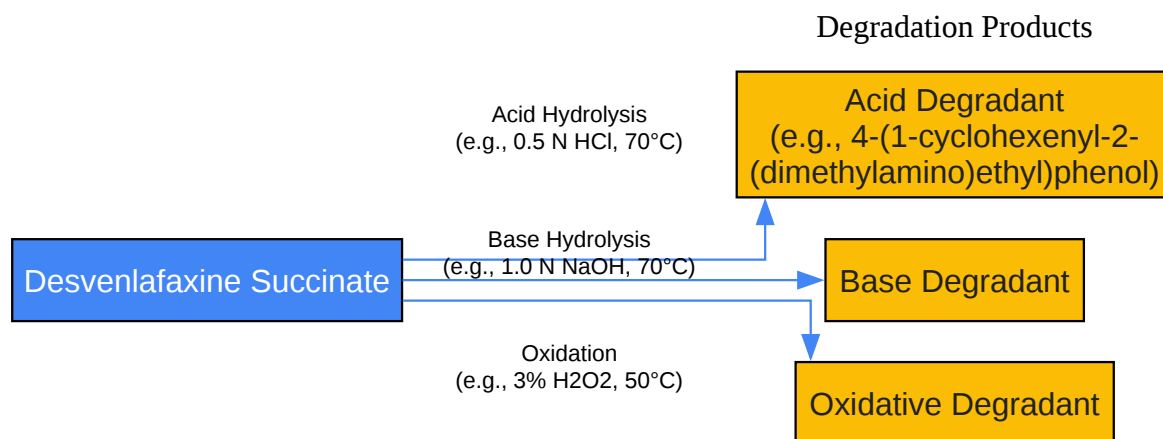 Degradation Products
Acid Hydrolysis
(e.g., 0.5 N HCl, 70°C)
Acid Degradant
(e.g., 4-(1-cyclohexenyl-2-
(dimethylamino)ethyl)phenol)
Desvenlafaxine Succinate
Base Hydrolysis
(e.g., 1.0 N NaOH, 70°C)
Base Degradant
Oxidation
(e.g., 3% H2O2, 50°C)
Oxidative Degradant